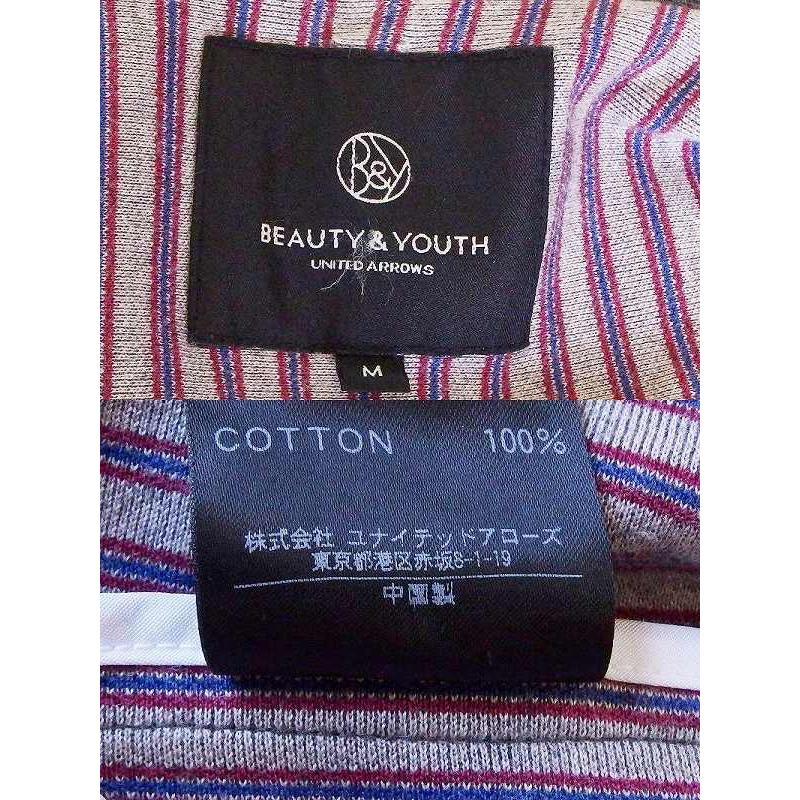 B&Y
BEAUTY & YOUTH
UNITED ARROWS
M
COTTON 100%
株式会社 ユナイテッドアローズ
東京都港区赤坂8-1-19
中国製